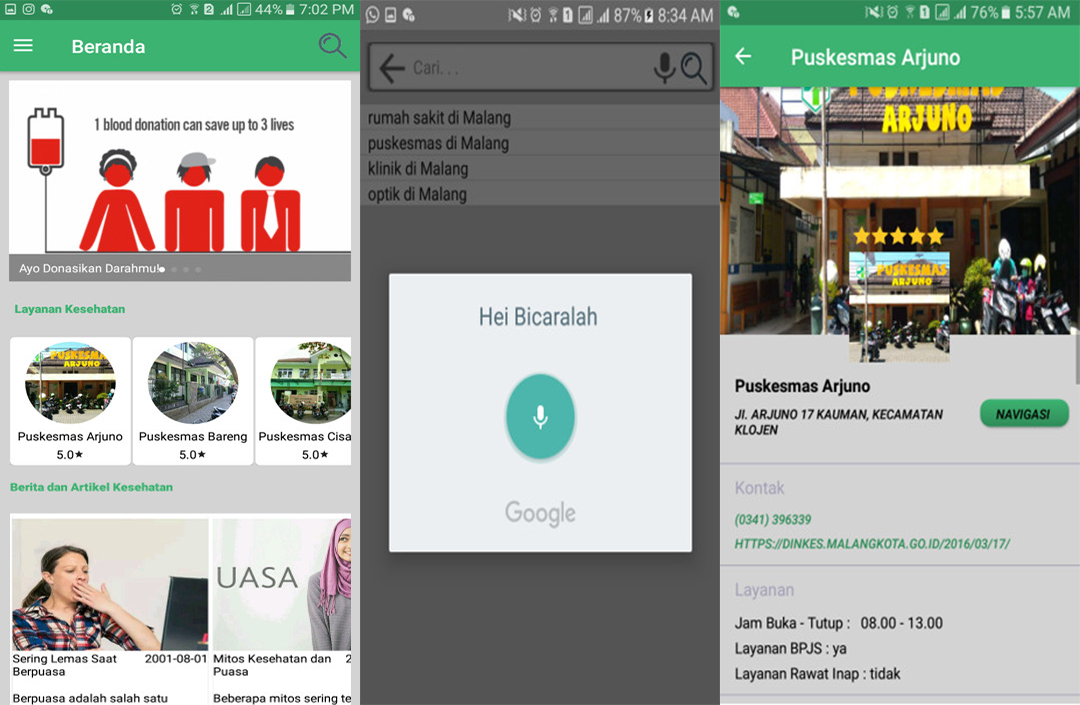 44% 7:02 PM
Beranda
1 blood donation can save up to 3 lives
Ayo Donasikan Darahmu!
Layanan Kesehatan
PUSKESMAS
ARJUNO
Puskesmas Arjuno
5.0★
Puskesmas Bareng
5.0★
Puskesmas Cisa
5.0★
Berita dan Artikel Kesehatan
UASA
Sering Lemas Saat
Berpuasa
2001-08-01
Mitos Kesehatan dan
Puasa
2
Berpuasa adalah salah satu
Beberapa mitos sering te
87% 8:34 AM
Cari. . .
rumah sakit di Malang
puskesmas di Malang
klinik di Malang
optik di Malang
Hei Bicaralah
Google
76% 5:57 AM
Puskesmas Arjuno
PUSKESMAS
ARJUNO
PUSKESMAS
ARJUNO
Puskesmas Arjuno
Jl. ARJUNO 17 KAUMAN, KECAMATAN
KLOJEN
NAVIGASI
Kontak
(0341) 396339
HTTPS://DINKES.MALANGKOTA.GO.ID/2016/03/17/
Layanan
Jam Buka - Tutup : 08.00 - 13.00
Layanan BPJS : ya
Layanan Rawat Inap : tidak